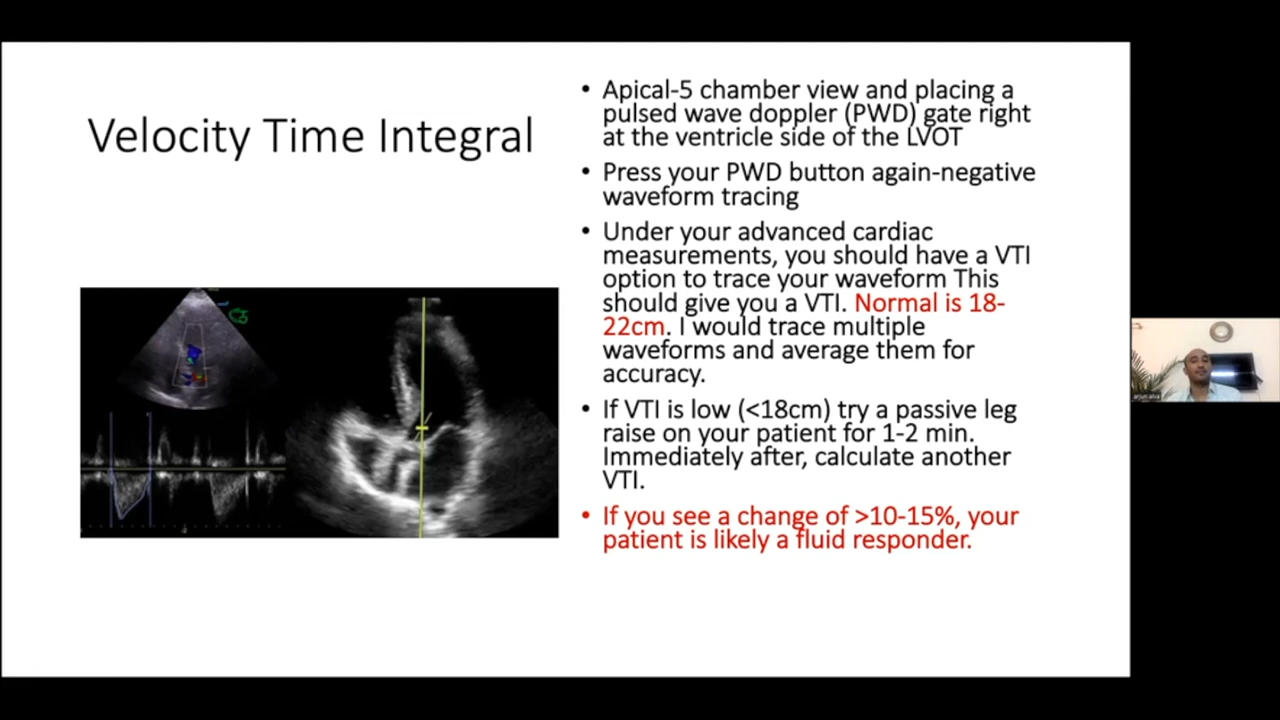 Velocity Time Integral
• Apical-5 chamber view and placing a
pulsed wave doppler (PWD) gate right
at the ventricle side of the LVOT
• Press your PWD button again-negative
waveform tracing
• Under your advanced cardiac
measurements, you should have a VTI
option to trace your waveform This
should give you a VTI. Normal is 18-
22cm. I would trace multiple
waveforms and average them for
accuracy.
• If VTI is low (<18cm) try a passive leg
raise on your patient for 1-2 min.
Immediately after, calculate another
VTI.
• If you see a change of >10-15%, your
patient is likely a fluid responder.
arjun alva